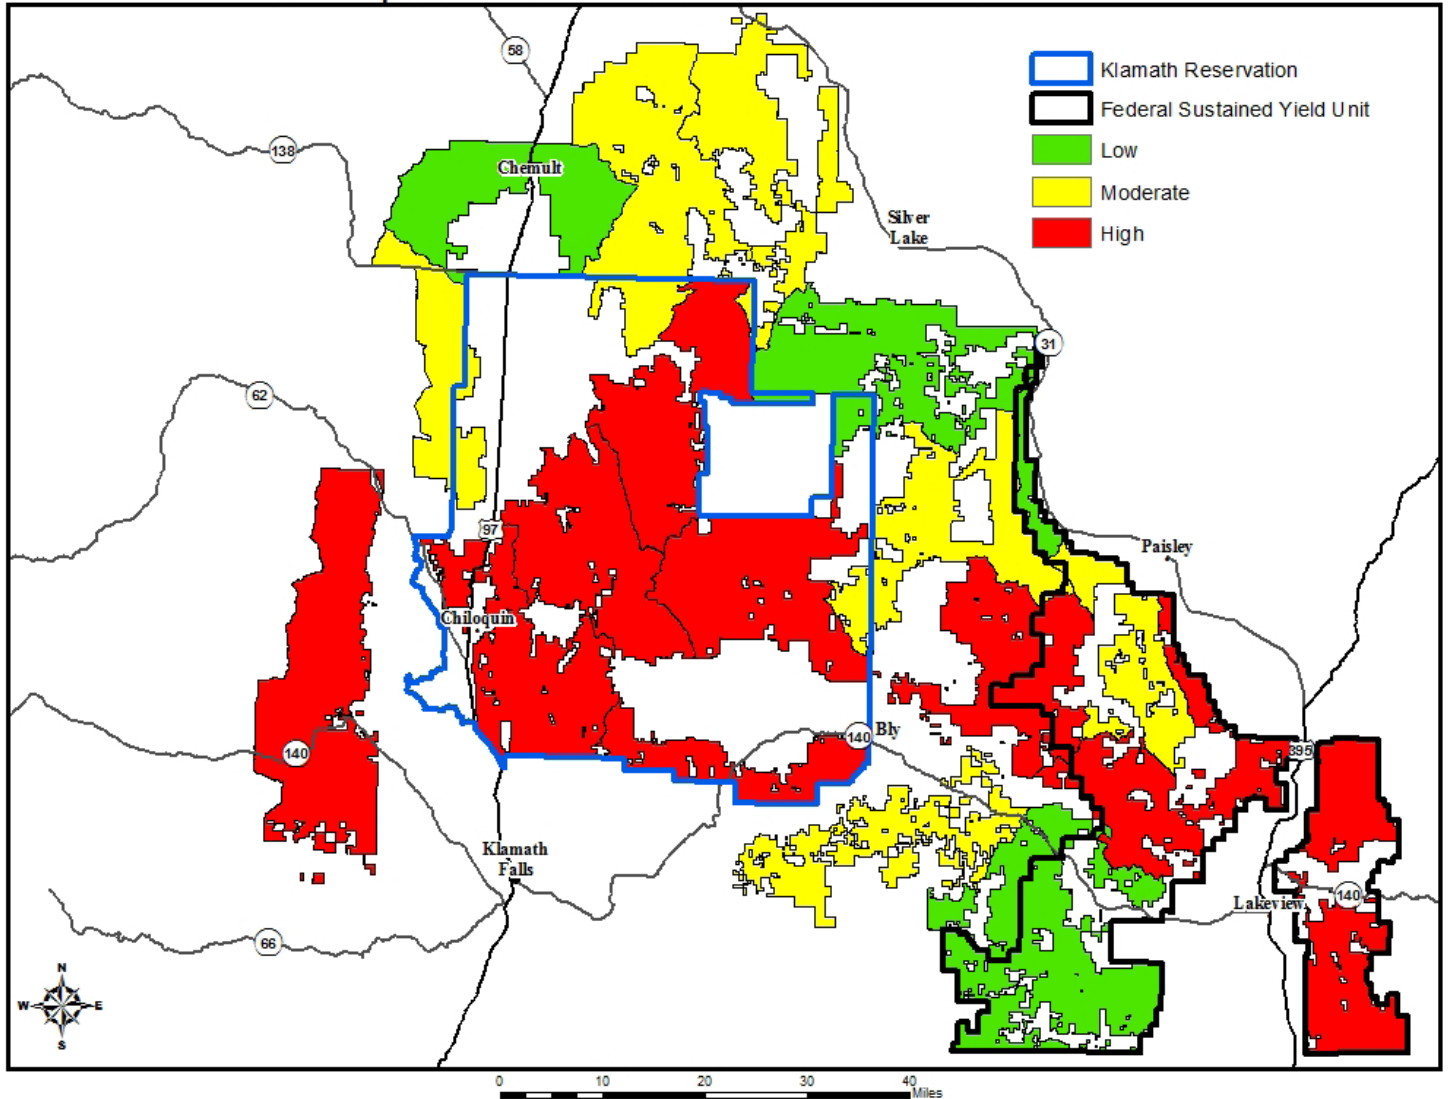 58
Klamath Reservation
Federal Sustained Yield Unit
138
Low
Chemult
Moderate
Silver
Lake
High
31
62
97
Paisley
Chiloquin
140
Bly
140
395
Klamath
Falls
Lakeview
140
66
N
W
E
S
0 10 20 30 40
Miles